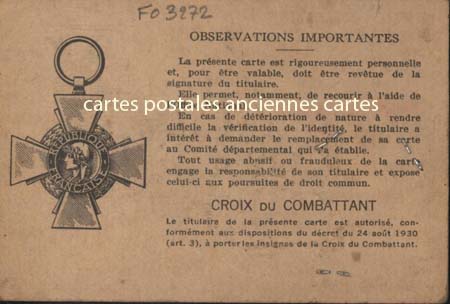 FO 3972
OBSERVATIONS IMPORTANTES
La présente carte est rigoureusement personnelle
et, pour être valable, doit être revêtue de la
signature du titulaire.
Elle permet, notamment, de recourir à l'aide de
cartes postales anciennes cartes
En cas de détérioration de nature à rendre
difficile la vérification de l'identité, le titulaire a
intérêt à demander le remplacement de sa carte
au Comité départemental qui l'a établie.
Tout usage abusif ou frauduleux de la carte
engage la responsabilité de son titulaire et expose
celui-ci aux poursuites de droit commun.
REPUBLIQUE
FRANÇAISE
CROIX DU COMBATTANT
Le titulaire de la présente carte est autorisé, con-
formément aux dispositions du décret du 24 août 1930
(art. 3), à porter les insignes de la Croix du Combattant.